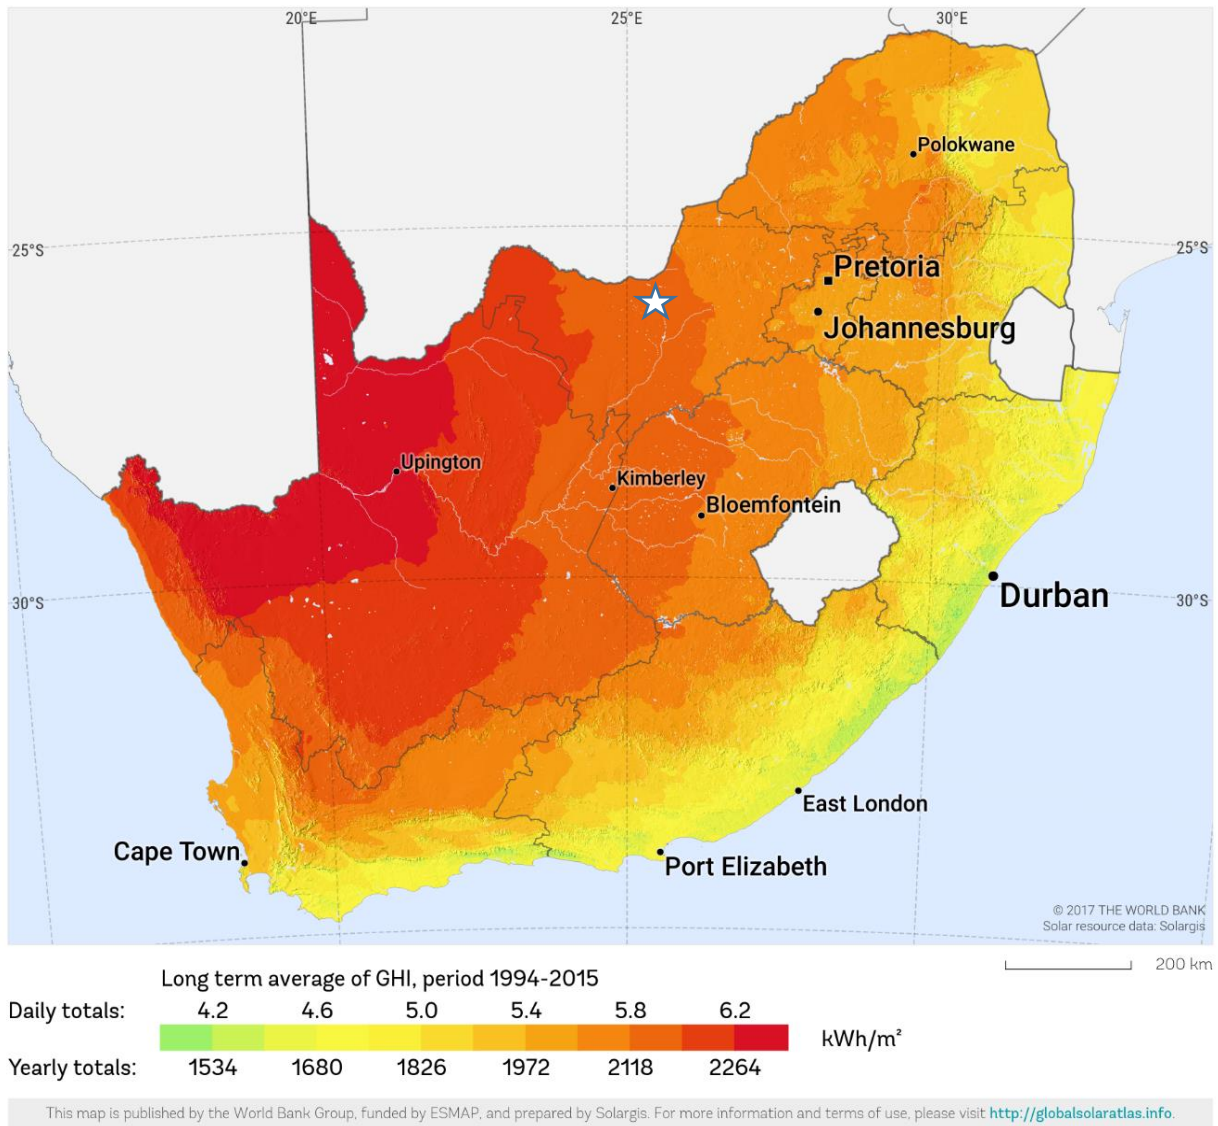 20°E 25°E 30°E
Polokwane
25°S 25°S
Pretoria
Johannesburg
Upington
Kimberley
Bloemfontein
30°S Durban 30°S
East London
Cape Town
Port Elizabeth
© 2017 THE WORLD BANK
Solar resource data: Solargis
200 km
Long term average of GHI, period 1994-2015
Daily totals: 4.2 4.6 5.0 5.4 5.8 6.2
kWh/m²
Yearly totals: 1534 1680 1826 1972 2118 2264
This map is published by the World Bank Group, funded by ESMAP, and prepared by Solargis. For more information and terms of use, please visit http://globalsolaratlas.info.